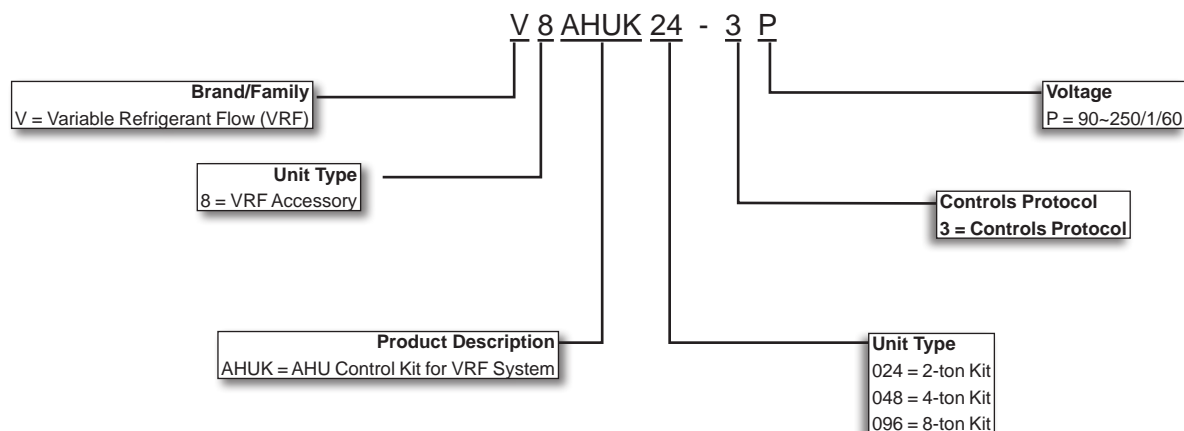 V 8 AHUK 24 - 3 P
Brand/Family
V = Variable Refrigerant Flow (VRF)
Voltage
P = 90~250/1/60
Unit Type
8 = VRF Accessory
Controls Protocol
3 = Controls Protocol
Product Description
AHUK = AHU Control Kit for VRF System
Unit Type
024 = 2-ton Kit
048 = 4-ton Kit
096 = 8-ton Kit